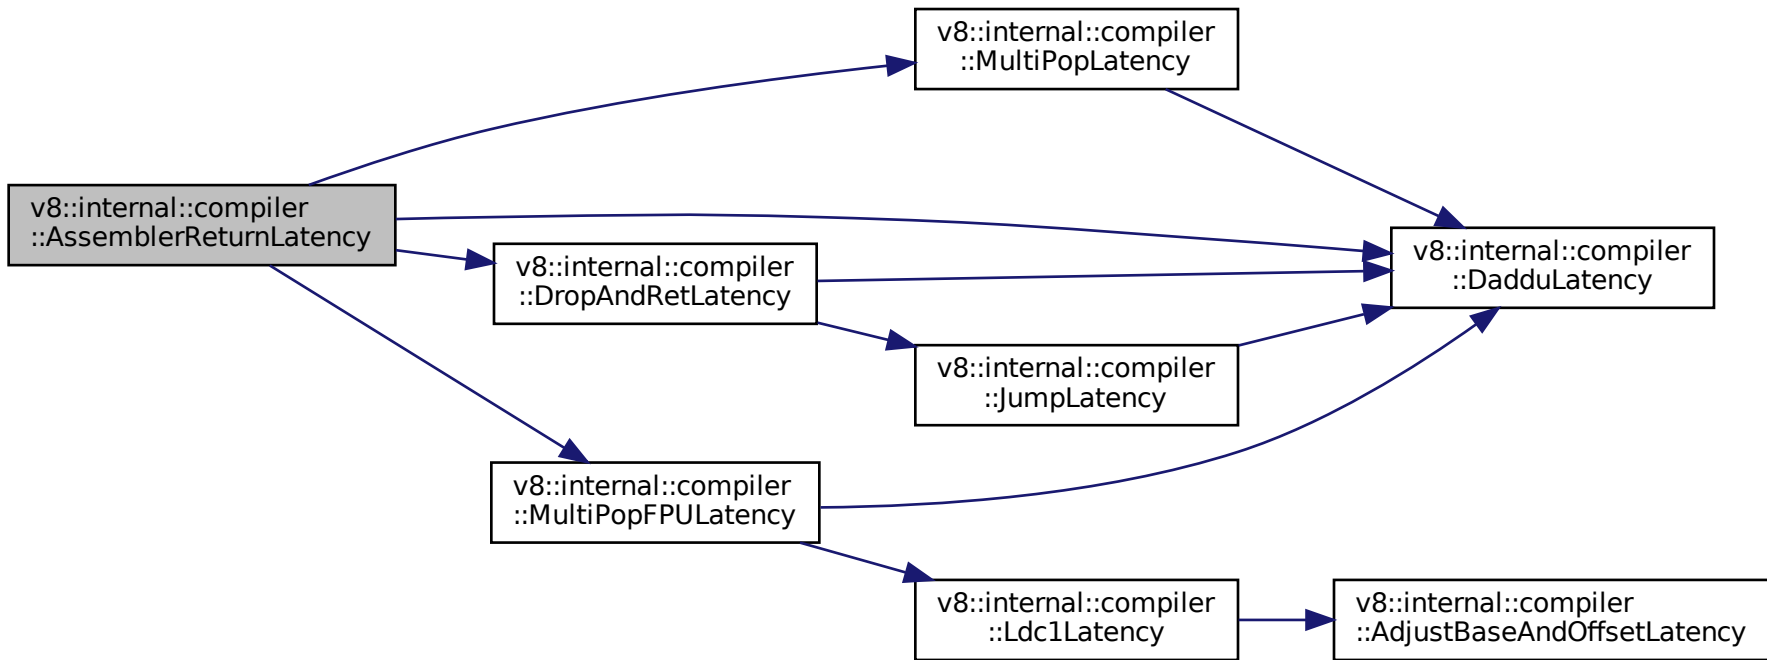 v8::internal::compiler
::MultiPopLatency
v8::internal::compiler
::AssemblerReturnLatency
v8::internal::compiler
::DropAndRetLatency
v8::internal::compiler
::DadduLatency
v8::internal::compiler
::JumpLatency
v8::internal::compiler
::MultiPopFPULatency
v8::internal::compiler
::Ldc1Latency
v8::internal::compiler
::AdjustBaseAndOffsetLatency